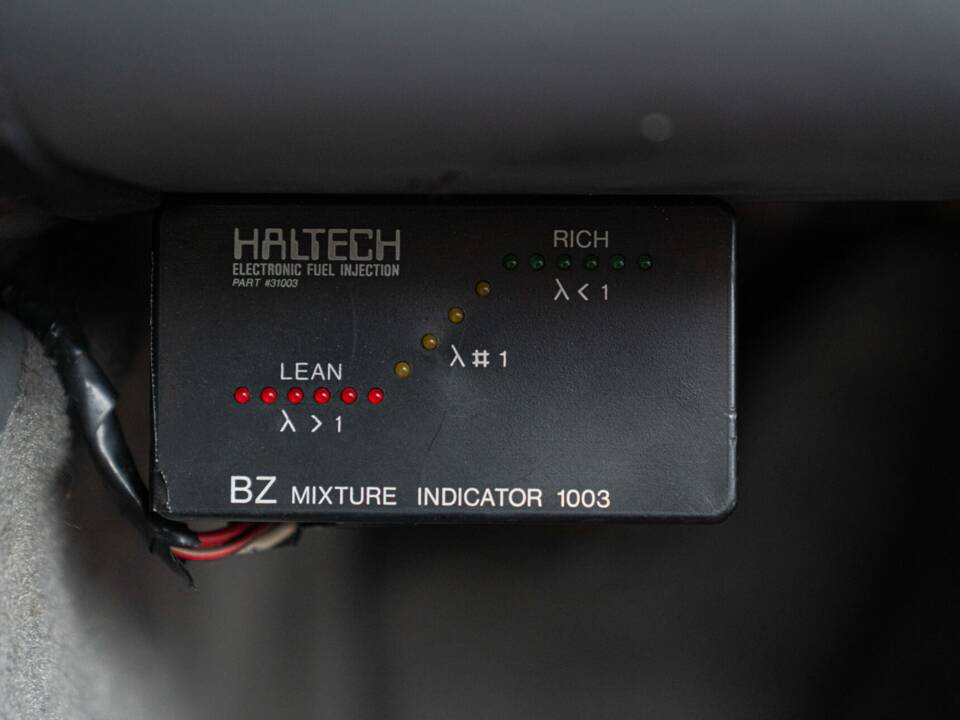 HALTECH
ELECTRONIC FUEL INJECTION
PART #31003
RICH
λ < 1
λ # 1
LEAN
λ > 1
BZ MIXTURE INDICATOR 1003